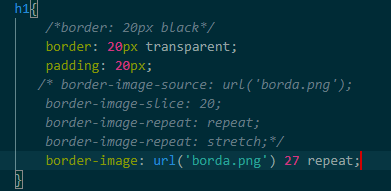 h1{
/*border: 20px black*/
border: 20px transparent;
padding: 20px;
/* border-image-source: url('borda.png');
border-image-slice: 20;
border-image-repeat: repeat;
border-image-repeat: stretch;*/
border-image: url('borda.png') 27 repeat;
}